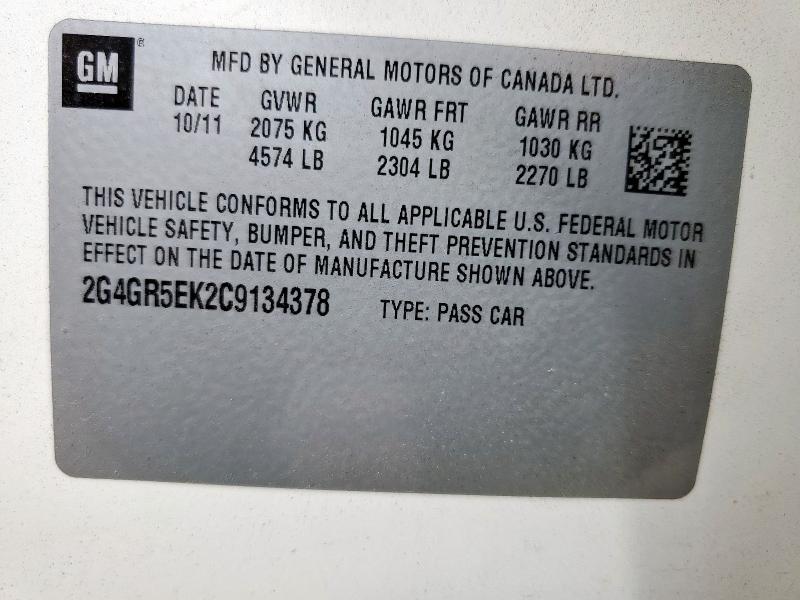 GM ®
MFD BY GENERAL MOTORS OF CANADA LTD.
DATE GVWR GAWR FRT GAWR RR
10/11 2075 KG 1045 KG 1030 KG
4574 LB 2304 LB 2270 LB
THIS VEHICLE CONFORMS TO ALL APPLICABLE U.S. FEDERAL MOTOR
VEHICLE SAFETY, BUMPER, AND THEFT PREVENTION STANDARDS IN
EFFECT ON THE DATE OF MANUFACTURE SHOWN ABOVE.
2G4GR5EK2C9134378 TYPE: PASS CAR